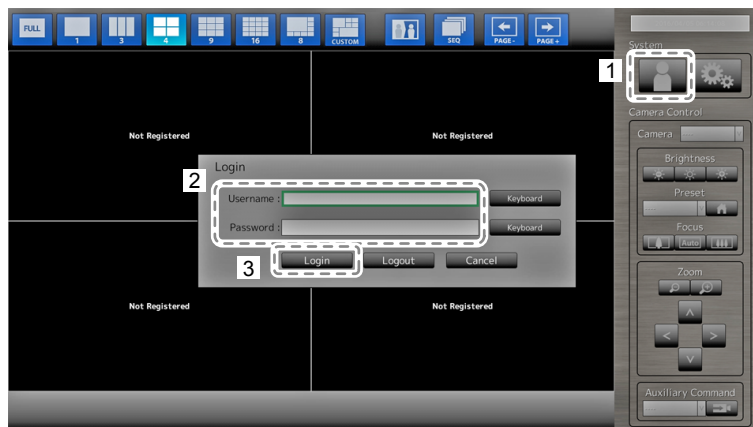 FULL
1
3
4
9
16
8
CUSTOM
SEQ
PAGE -
PAGE +
System
1
Camera Control
Camera
Not Registered
Not Registered
Brightness
Login
2
Username :
Keyboard
Preset
Password :
Keyboard
Focus
Auto
3
Login
Logout
Cancel
Zoom
Not Registered
Not Registered
Auxiliary Command